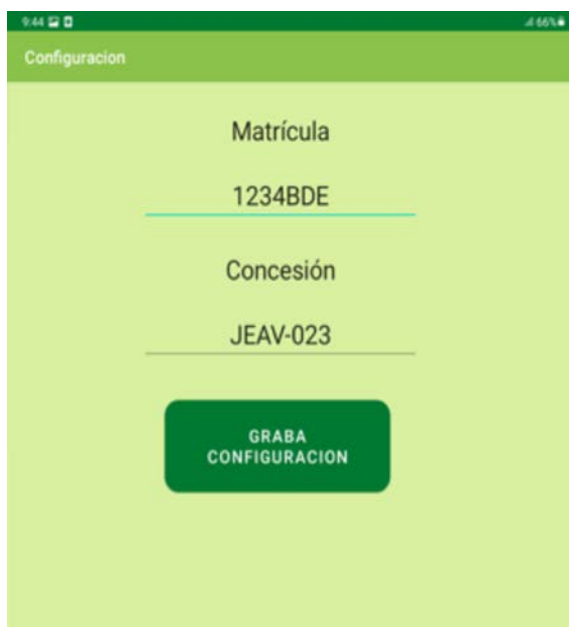 9:44
66%
Configuracion
Matrícula
1234BDE
Concesión
JEAV-023
GRABA
CONFIGURACION